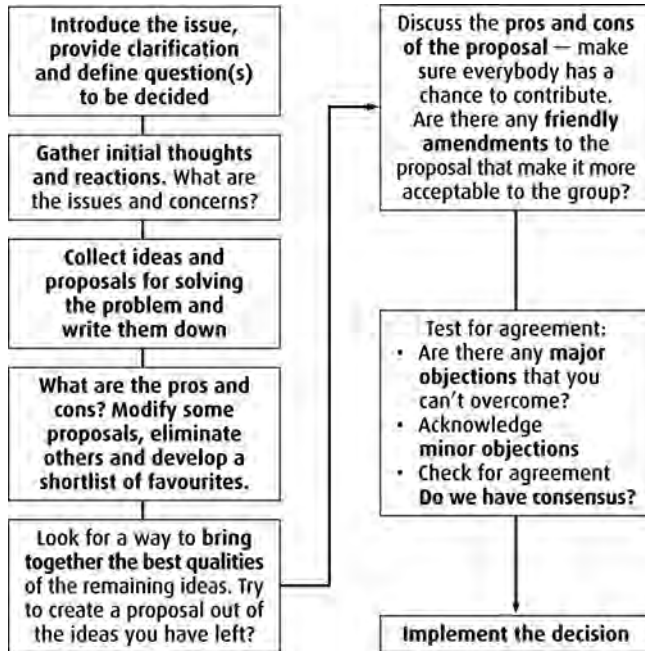 Introduce the issue,
provide clarification
and define question(s)
to be decided
Gather initial thoughts
and reactions. What are
the issues and concerns?
Collect ideas and
proposals for solving
the problem and
write them down
What are the pros and
cons? Modify some
proposals, eliminate
others and develop a
shortlist of favourites.
Look for a way to bring
together the best qualities
of the remaining ideas. Try
to create a proposal out of
the ideas you have left?
Discuss the pros and cons
of the proposal — make
sure everybody has a
chance to contribute.
Are there any friendly
amendments to the
proposal that make it more
acceptable to the group?
Test for agreement:
• Are there any major
objections that you
can't overcome?
• Acknowledge
minor objections
• Check for agreement
Do we have consensus?
Implement the decision